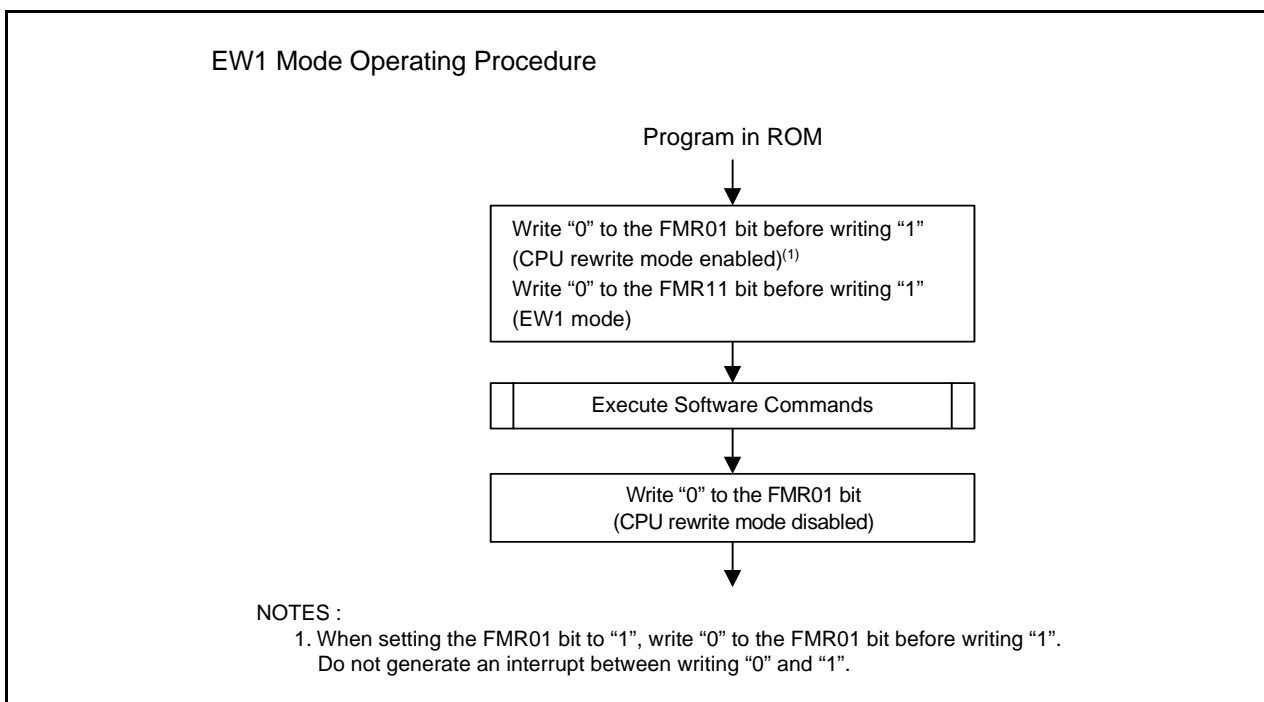 EW1 Mode Operating Procedure
Program in ROM
Write “0” to the FMR01 bit before writing “1”
(CPU rewrite mode enabled)(1)
Write “0” to the FMR11 bit before writing “1”
(EW1 mode)
Execute Software Commands
Write “0” to the FMR01 bit
(CPU rewrite mode disabled)
NOTES :
1. When setting the FMR01 bit to “1”, write “0” to the FMR01 bit before writing “1”.
Do not generate an interrupt between writing “0” and “1”.